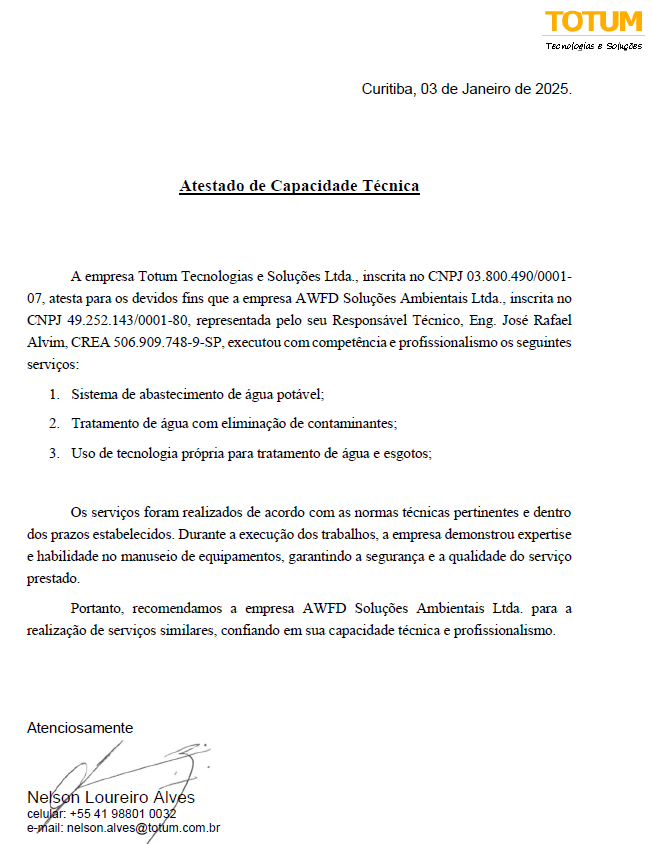 TOTUM
Tecnologias e Soluções
Curitiba, 03 de Janeiro de 2025.
Atestado de Capacidade Técnica
A empresa Totum Tecnologias e Soluções Ltda., inscrita no CNPJ 03.800.490/0001-
07, atesta para os devidos fins que a empresa AWFD Soluções Ambientais Ltda., inscrita no
CNPJ 49.252.143/0001-80, representada pelo seu Responsável Técnico, Eng. José Rafael
Alvim, CREA 506.909.748-9-SP, executou com competência e profissionalismo os seguintes
serviços:
1. Sistema de abastecimento de água potável;
2. Tratamento de água com eliminação de contaminantes;
3. Uso de tecnologia própria para tratamento de água e esgotos;
Os serviços foram realizados de acordo com as normas técnicas pertinentes e dentro
dos prazos estabelecidos. Durante a execução dos trabalhos, a empresa demonstrou expertise
e habilidade no manuseio de equipamentos, garantindo a segurança e a qualidade do serviço
prestado.
Portanto, recomendamos a empresa AWFD Soluções Ambientais Ltda. para a
realização de serviços similares, confiando em sua capacidade técnica e profissionalismo.
Atenciosamente
Nelson Loureiro Alves
celular: +55 41 98801 0032
e-mail: nelson.alves@totum.com.br